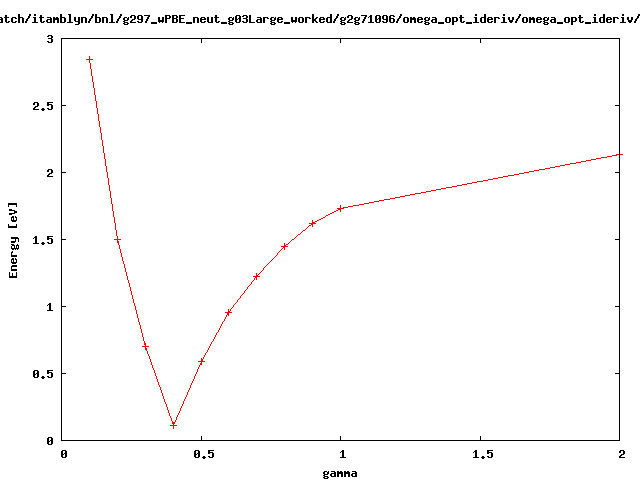 atch/itamblyn/bnl/g297_wPBE_neut_g03Large_worked/g2g71096/omega_opt_ideriv/omega_opt_ideriv/
3
2.5
2
1.5
1
0.5
0
Energy [eV]
0 0.5 1 1.5 2
gamma